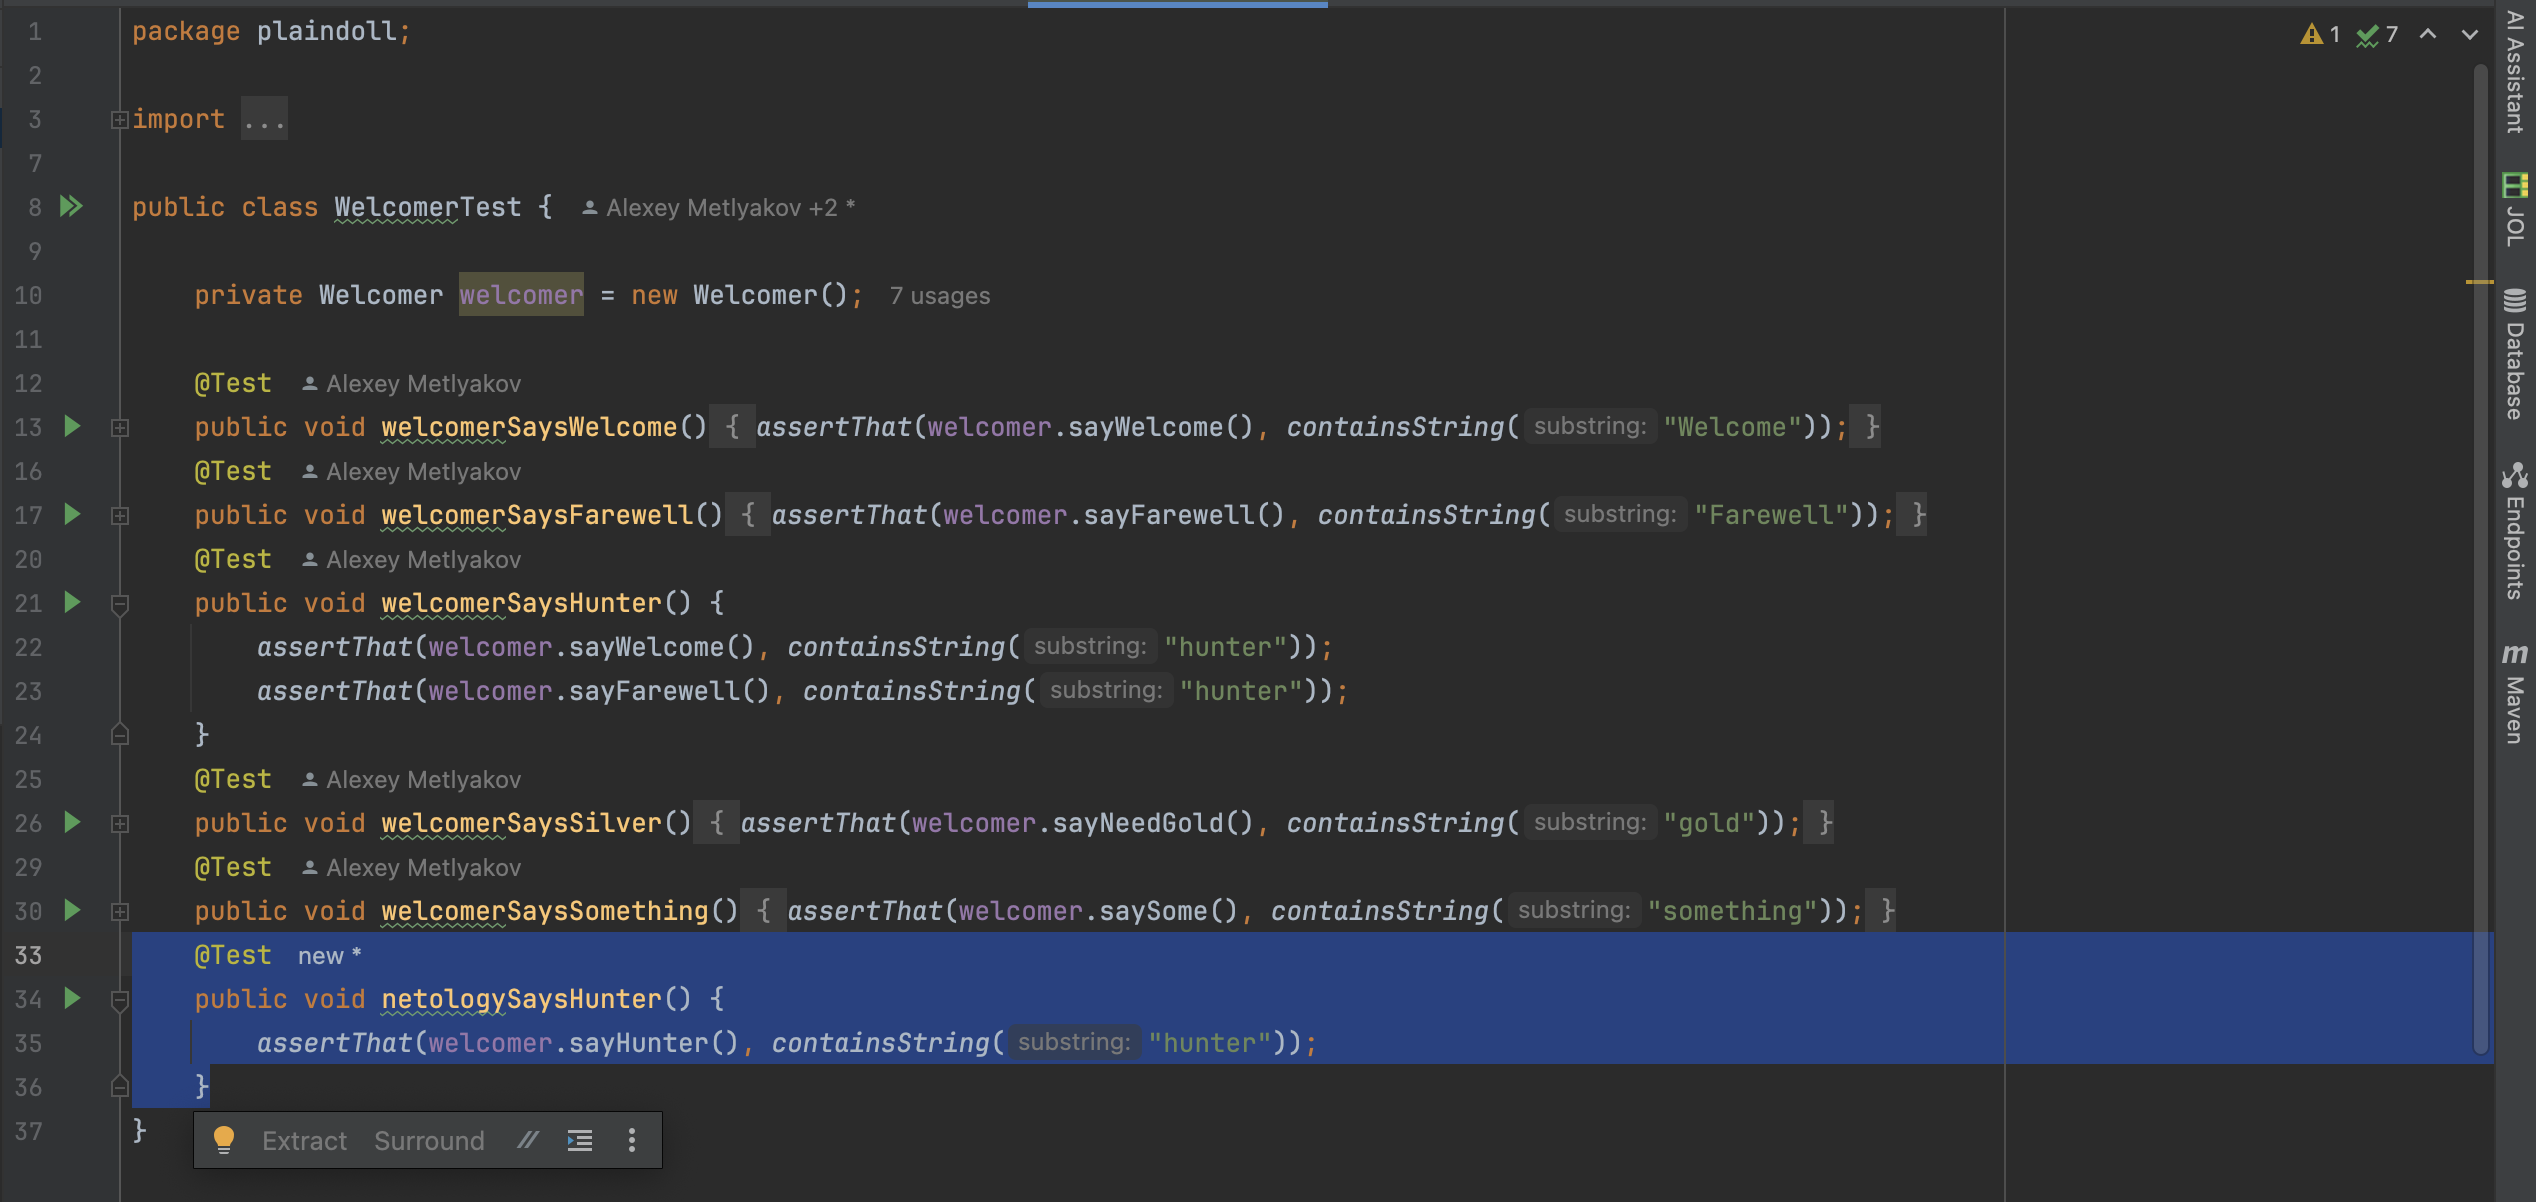 1 package plaindoll;
2
3 import ...
7
8 public class WelcomerTest { Alexey Metlyakov +2 *
9
10 private Welcomer welcomer = new Welcomer(); 7 usages
11
12 @Test Alexey Metlyakov
13 public void welcomerSaysWelcome() { assertThat(welcomer.sayWelcome(), containsString( substring: "Welcome")); }
16 @Test Alexey Metlyakov
17 public void welcomerSaysFarewell() { assertThat(welcomer.sayFarewell(), containsString( substring: "Farewell")); }
20 @Test Alexey Metlyakov
21 public void welcomerSaysHunter() {
22 assertThat(welcomer.sayWelcome(), containsString( substring: "hunter"));
23 assertThat(welcomer.sayFarewell(), containsString( substring: "hunter"));
24 }
25 @Test Alexey Metlyakov
26 public void welcomerSaysSilver() { assertThat(welcomer.sayNeedGold(), containsString( substring: "gold")); }
29 @Test Alexey Metlyakov
30 public void welcomerSaysSomething() { assertThat(welcomer.saySome(), containsString( substring: "something")); }
33 @Test new *
34 public void netologySaysHunter() {
35 assertThat(welcomer.sayHunter(), containsString( substring: "hunter"));
36 }
37 }
Extract Surround //
1 7
AI Assistant
JOL
Database
Endpoints
m Maven